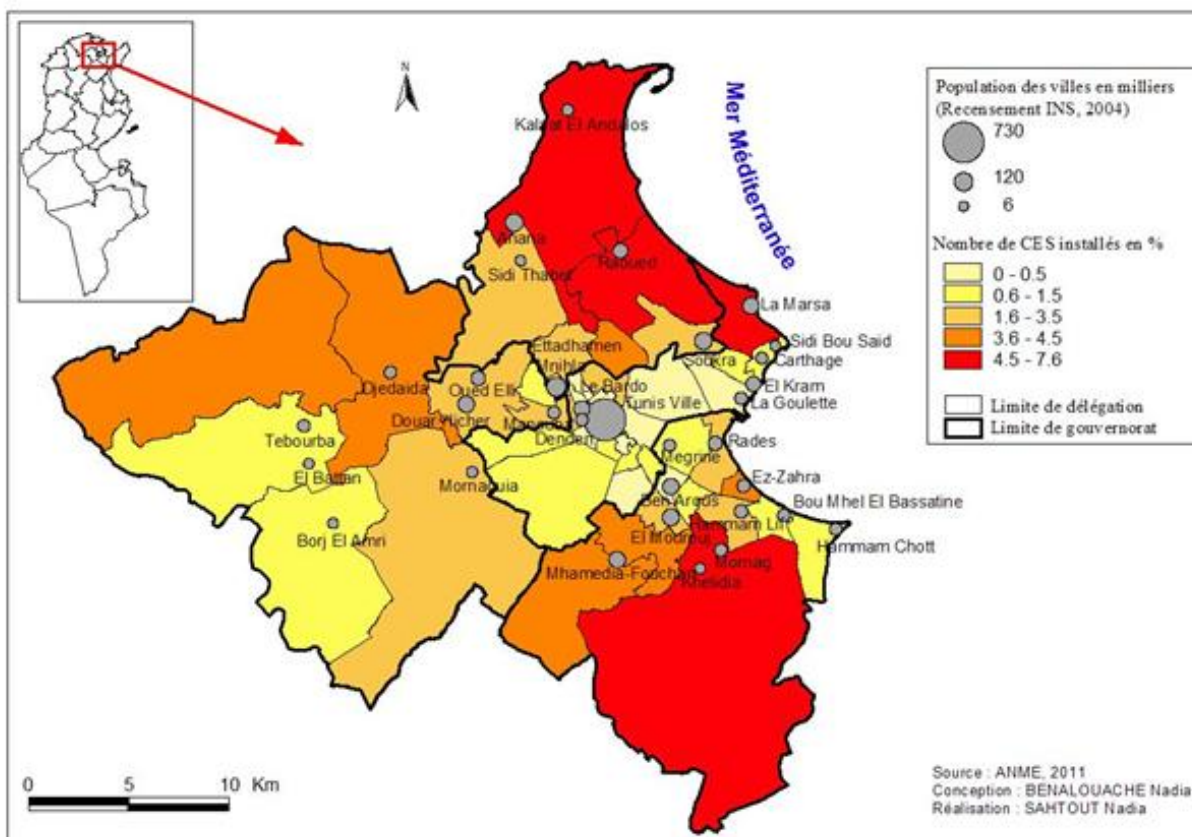 N
Mer Méditerranée
Kalaat El Andalos
Ariana
Sidi Thabet
Raoued
La Marsa
Sidi Bou Said
Carthage
Ettadhamen
Mnihla
Soukra
El Kram
La Goulette
Djedaida
Oued Ellil
Le Bardo
Tunis Ville
Douar Hicher
Manouba
Denden
Tebourba
El Battan
Mornaguia
Megrine
Rades
Ez-Zahra
Ben Arous
Bou Mhel El Bassatine
Borj El Amri
Hammam Lif
El Mourouj
Hammam Chott
Mhamedia-Fouchana
Mornag
Khelidia
Population des villes en milliers
(Recensement INS, 2004)
730
120
6
Nombre de CES installés en %
0 - 0.5
0.6 - 1.5
1.6 - 3.5
3.6 - 4.5
4.5 - 7.6
Limite de délégation
Limite de gouvernorat
0 5 10 Km
Source : ANME, 2011
Conception : BENALOUACHE Nadia
Réalisation : SAHTOUT Nadia